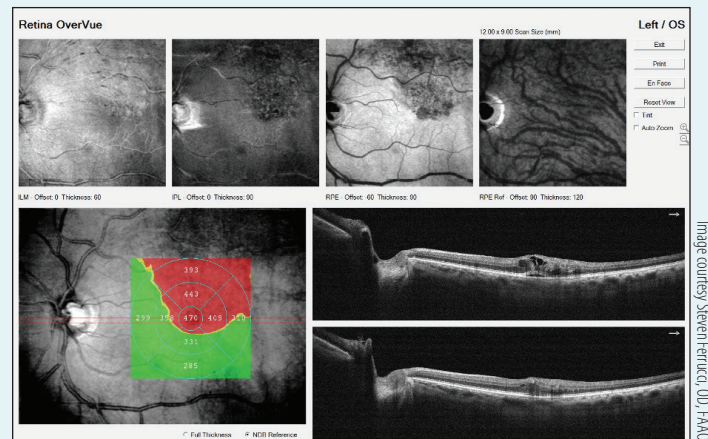 Retina OverVue
Left / OS
12.00 x 9.00 Scan Size (mm)
Exit
Print
En Face
Reset View
Tint
Auto Zoom
ILM - Offset: 0 Thickness: 60
IPL - Offset: 0 Thickness: 90
RPE - Offset: -60 Thickness: 80
RPE Ref - Offset: 90 Thickness: 120
393
443
299 358 470 405 350
331
285
Full Thickness
NDB Reference
Image courtesy Steven Ferrucci, OD, FAAO